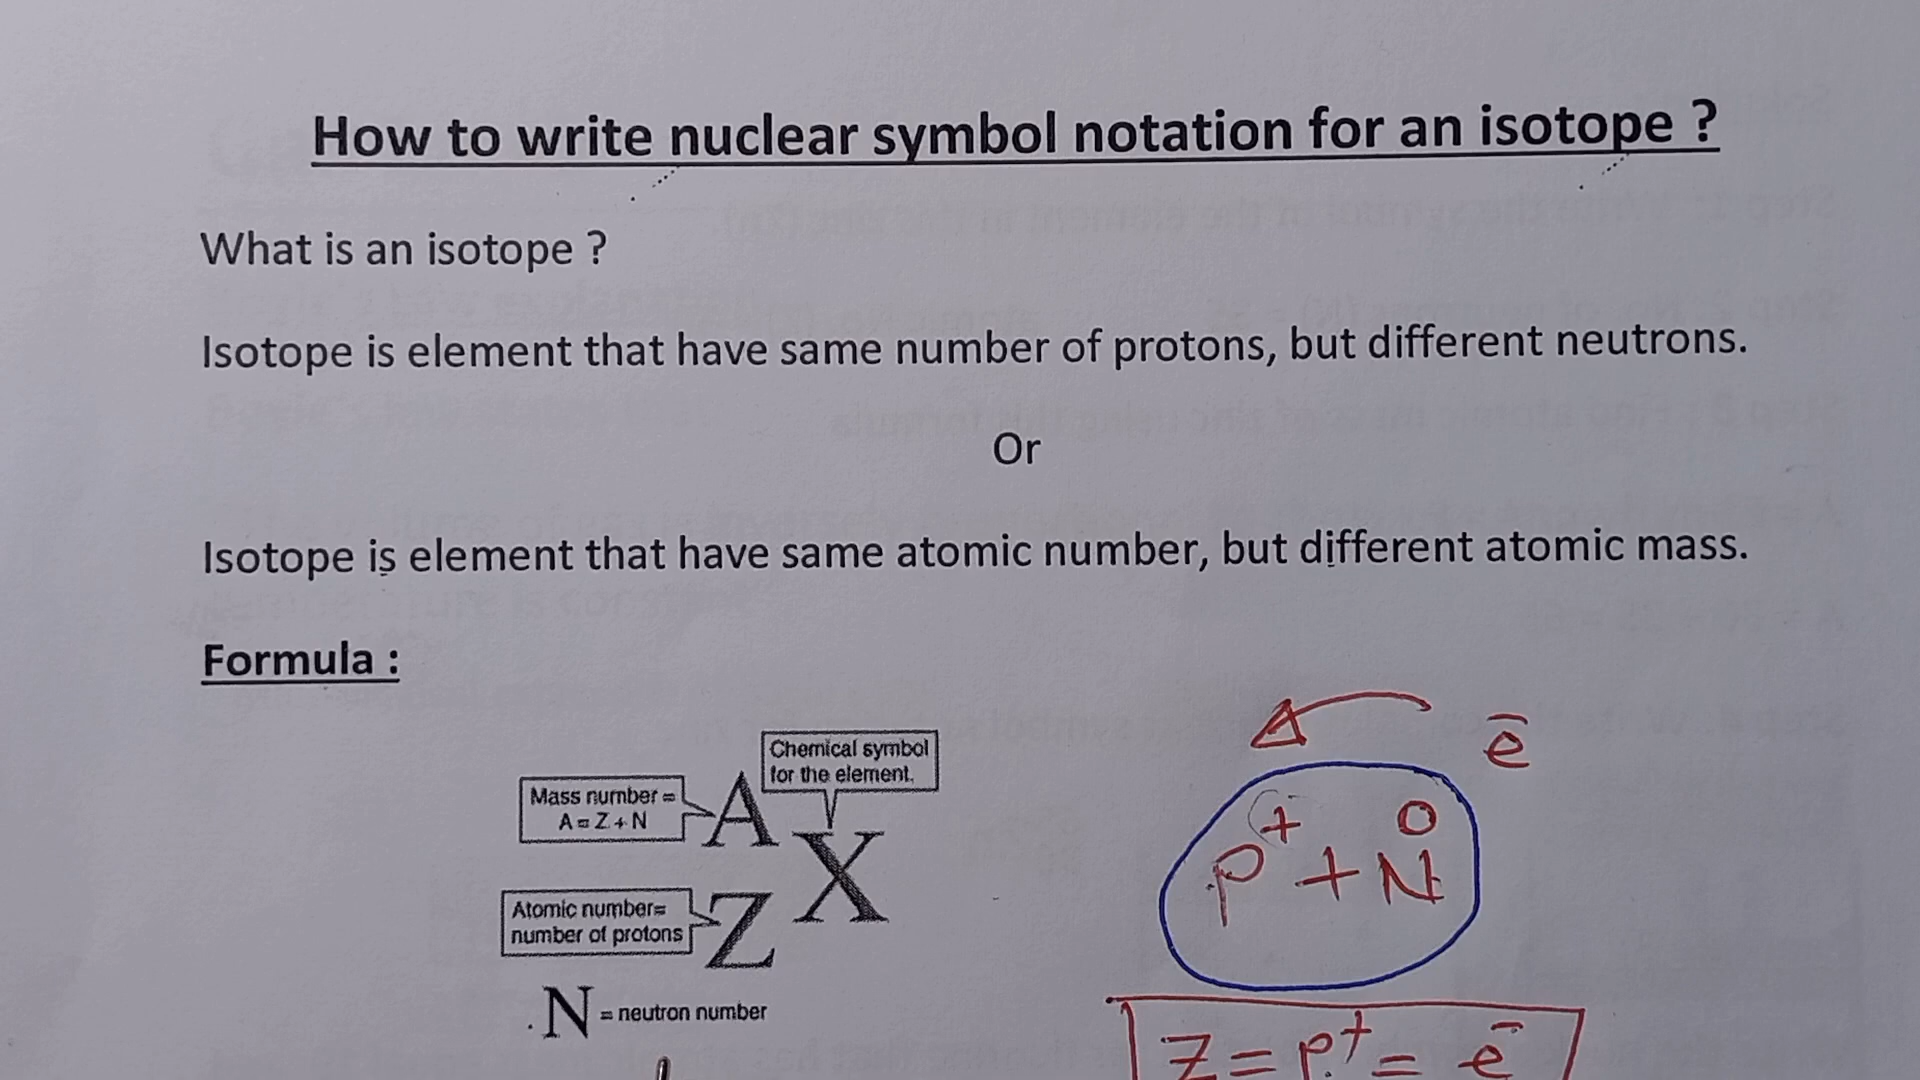 How to write nuclear symbol notation for an isotope ?
What is an isotope ?
Isotope is element that have same number of protons, but different neutrons.
Or
Isotope is element that have same atomic number, but different atomic mass.
Formula :
Chemical symbol
for the element.
Mass number =
A = Z + N
A
X
Atomic number=
number of protons
Z
N = neutron number
e⁻
P⁺ + N⁰
Z = P⁺ = e⁻